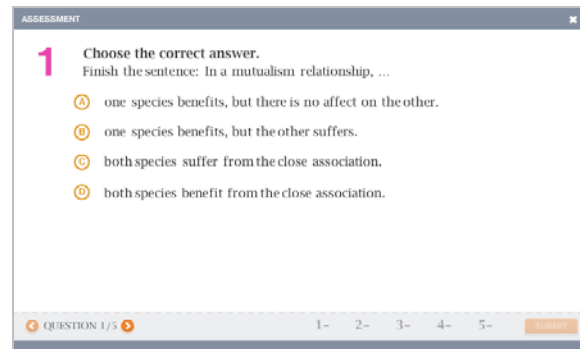 ASSESSMENT
1
Choose the correct answer.
Finish the sentence: In a mutualism relationship, ...
A one species benefits, but there is no affect on the other.
B one species benefits, but the other suffers.
C both species suffer from the close association.
D both species benefit from the close association.
QUESTION 1/5 1– 2– 3– 4– 5– SUBMIT